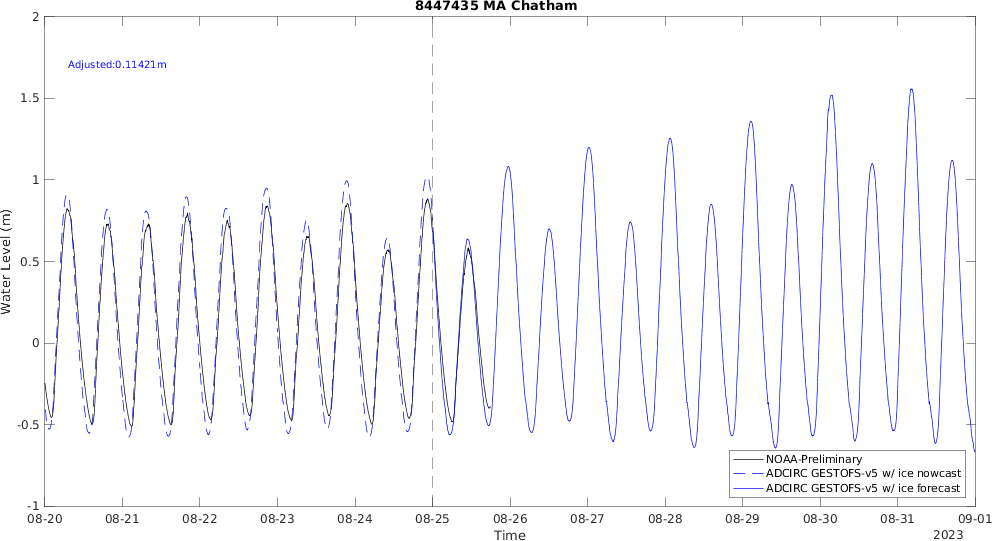 8447435 MA Chatham
Adjusted:0.11421m
2
1.5
1
0.5
0
-0.5
-1
Water Level (m)
NOAA-Preliminary
ADCIRC GESTOFS-v5 w/ ice nowcast
ADCIRC GESTOFS-v5 w/ ice forecast
08-20 08-21 08-22 08-23 08-24 08-25 08-26 08-27 08-28 08-29 08-30 08-31 09-01
Time
2023